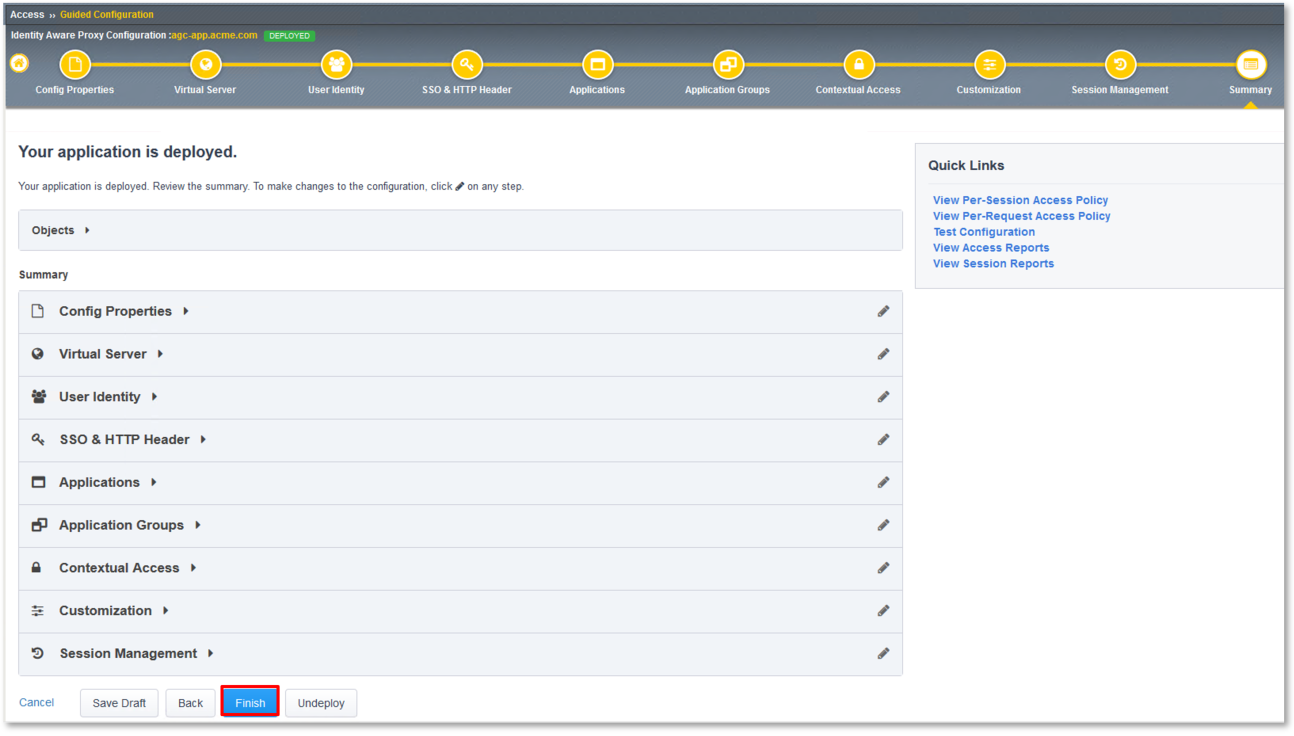 Access ›› Guided Configuration
Identity Aware Proxy Configuration :agc-app.acme.com DEPLOYED
Config Properties Virtual Server User Identity SSO & HTTP Header Applications Application Groups Contextual Access Customization Session Management Summary
Your application is deployed.
Your application is deployed. Review the summary. To make changes to the configuration, click on any step.
Objects
Summary
Config Properties
Virtual Server
User Identity
SSO & HTTP Header
Applications
Application Groups
Contextual Access
Customization
Session Management
Cancel Save Draft Back Finish Undeploy
Quick Links
View Per-Session Access Policy
View Per-Request Access Policy
Test Configuration
View Access Reports
View Session Reports